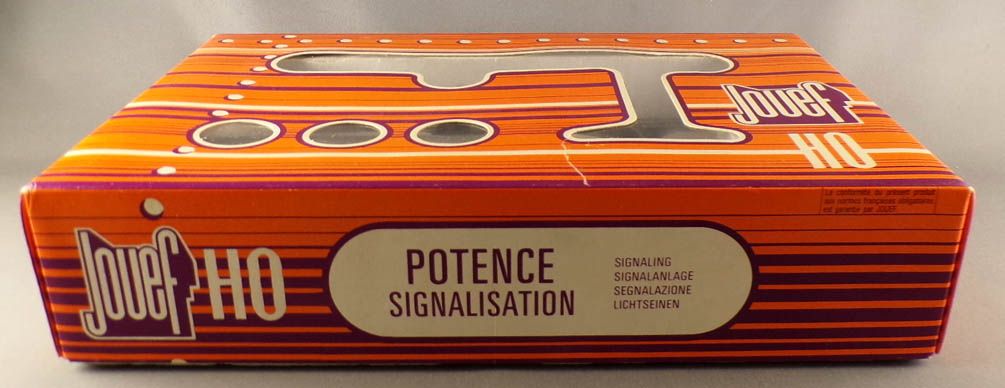 Jouef
HO
La conformité du présent produit
aux normes françaises obligatoires
est garantie par JOUEF.
Jouef HO
POTENCE
SIGNALISATION
SIGNALING
SIGNALANLAGE
SEGNALAZIONE
LICHTSEINEN